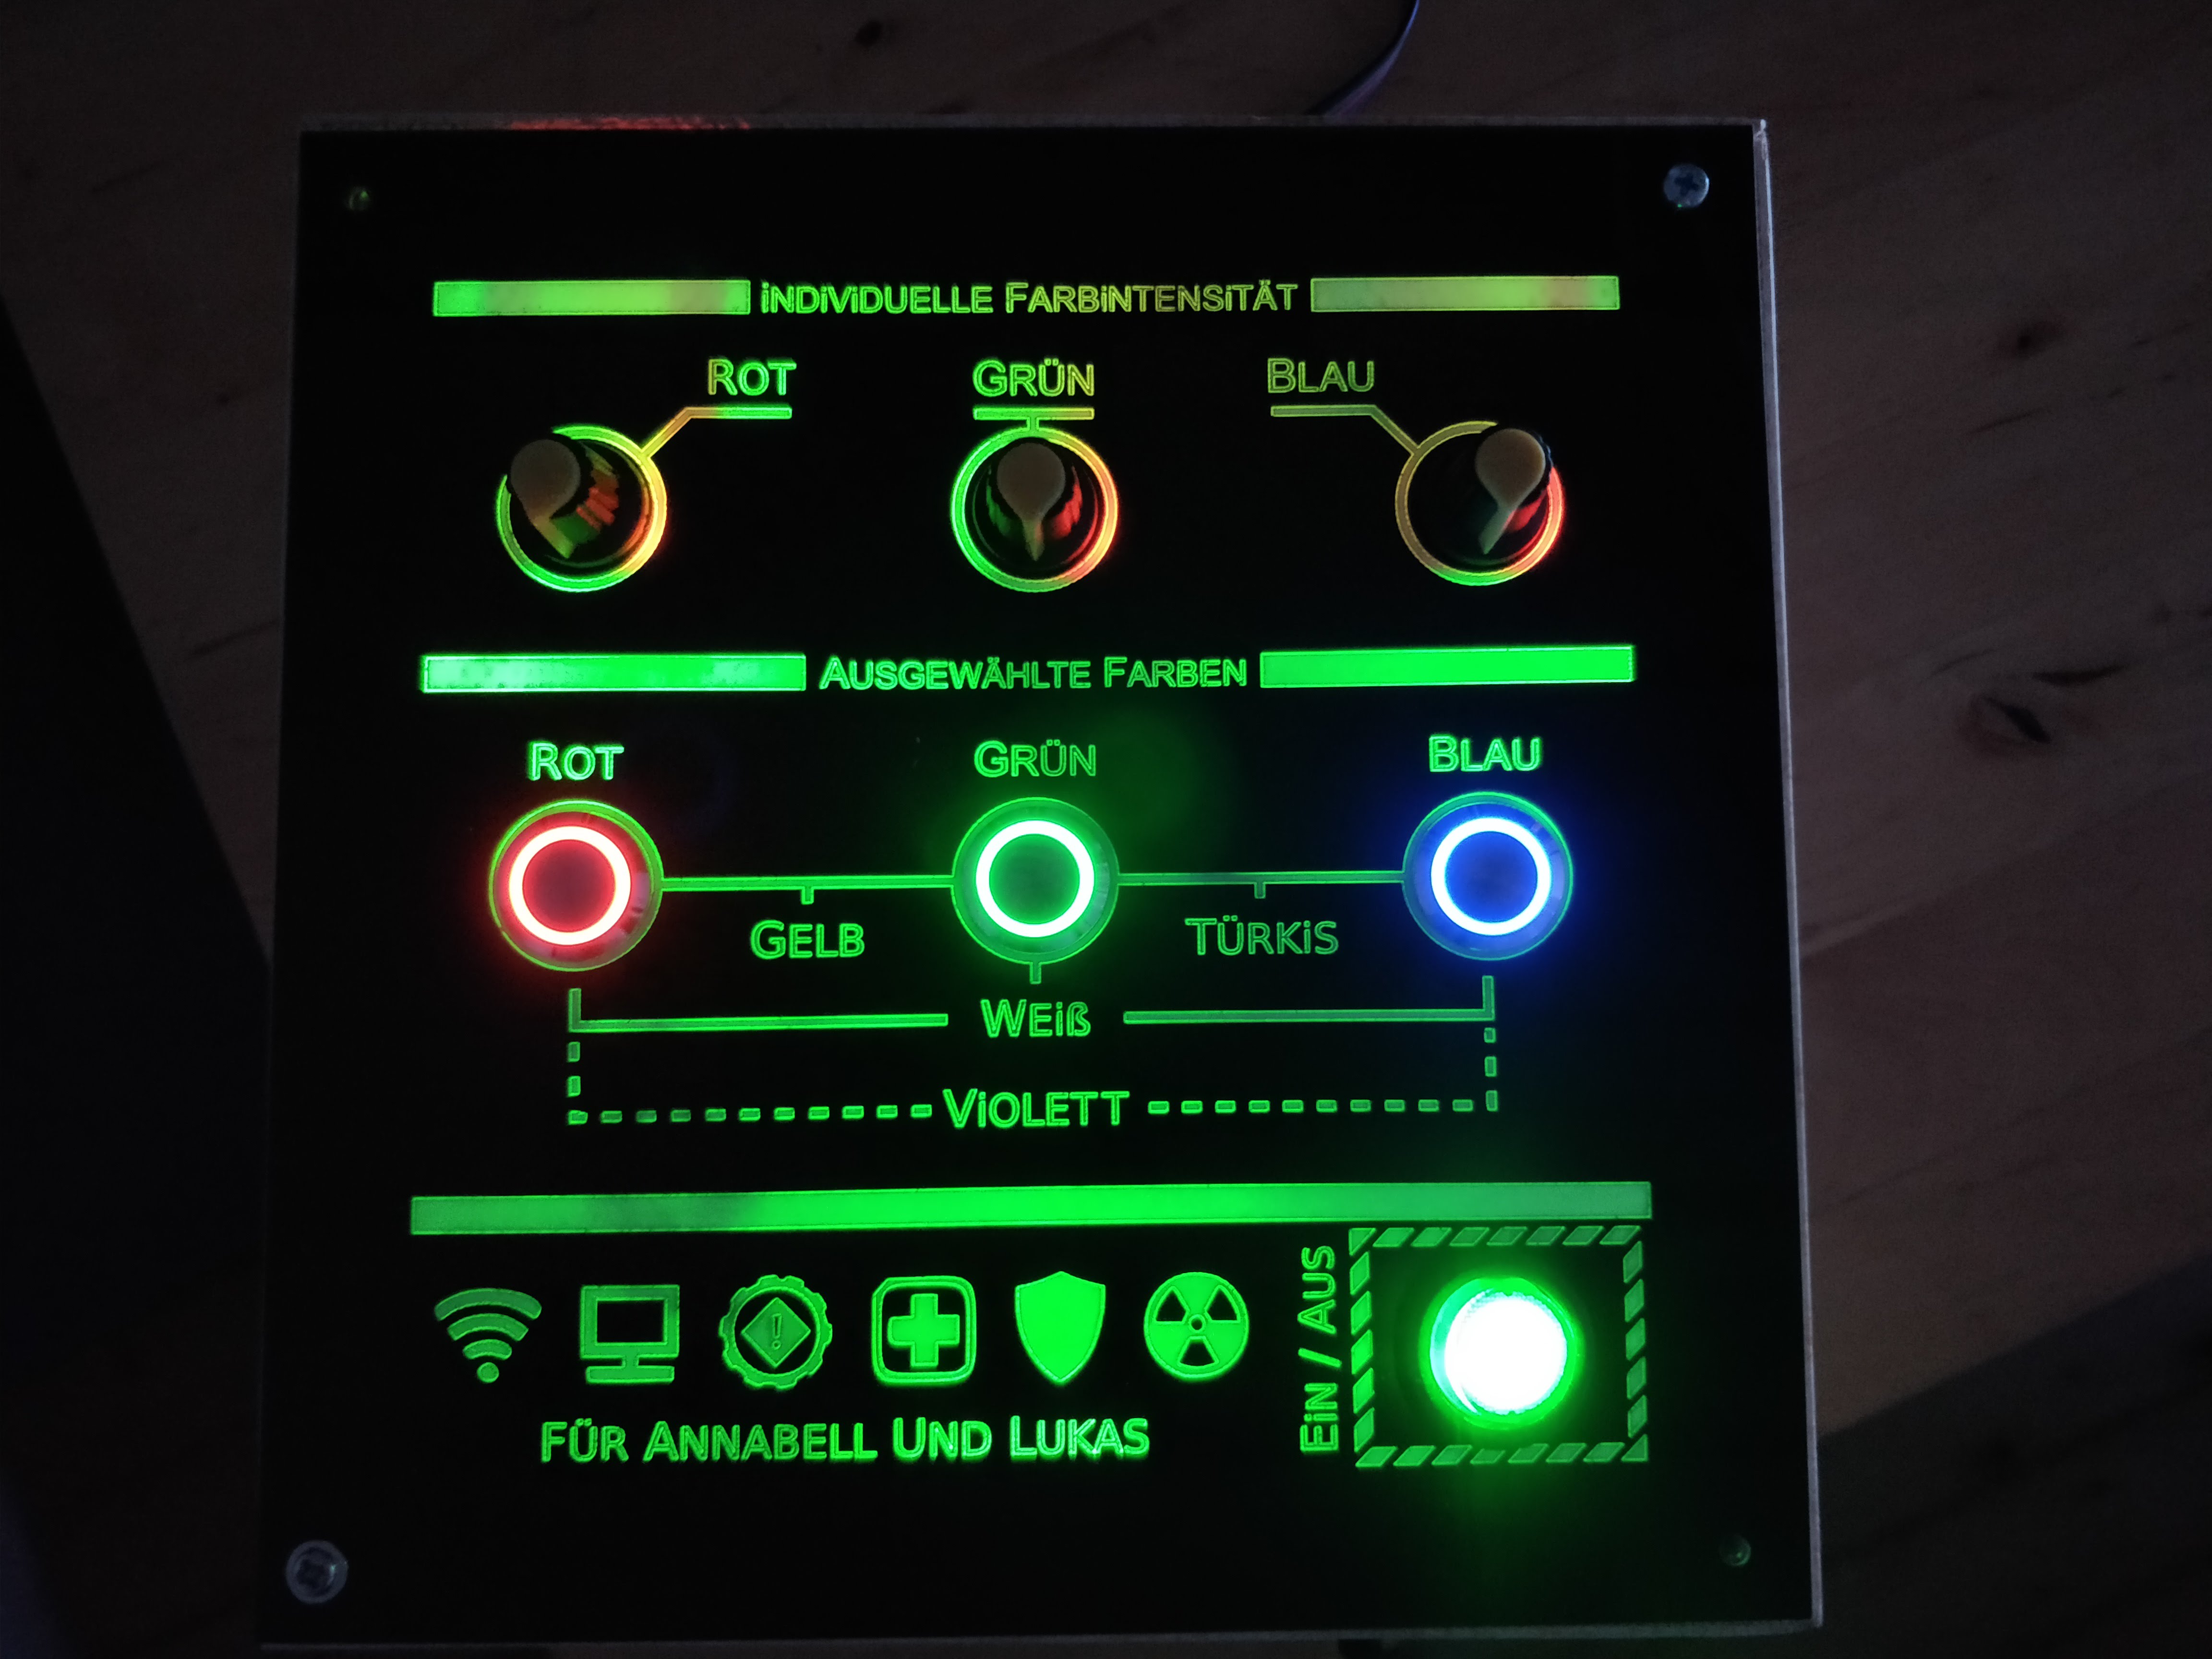 iNDiViDUELLE FARBiNTENSiTÄT
ROT GRÜN BLAU
AUSGEWÄHLTE FARBEN
ROT GRÜN BLAU
GELB TÜRKiS
WEiß
ViOLETT
EiN / AUS
FÜR ANNABELL UND LUKAS